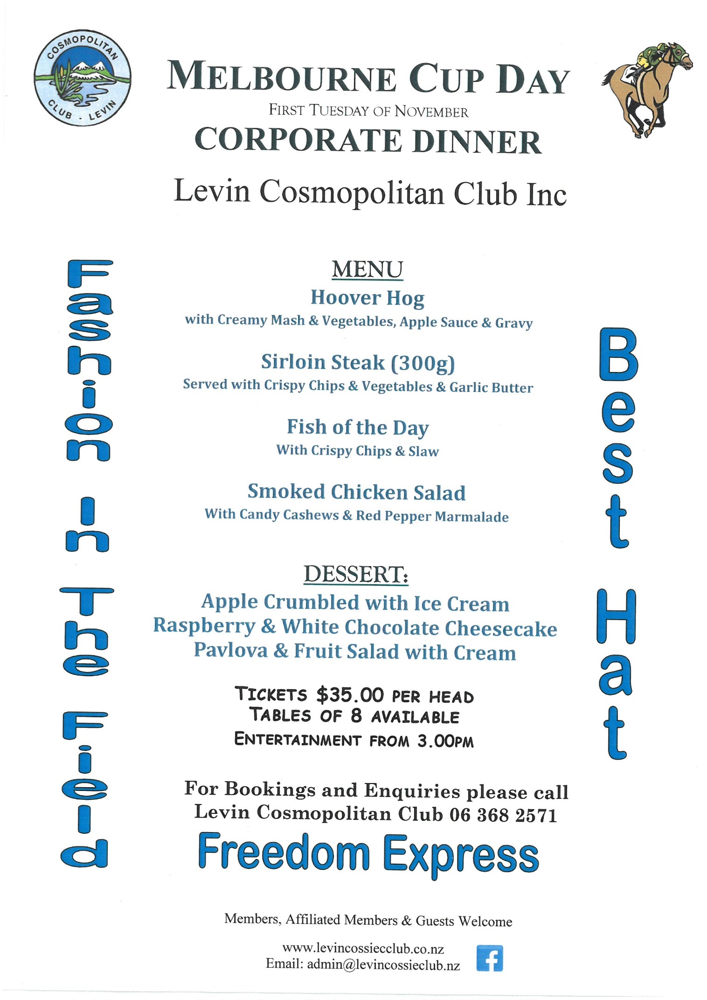 COSMOPOLITAN
CLUB - LEVIN
MELBOURNE CUP DAY
FIRST TUESDAY OF NOVEMBER
CORPORATE DINNER
Levin Cosmopolitan Club Inc
Fashion In The Field
MENU
Hoover Hog
with Creamy Mash & Vegetables, Apple Sauce & Gravy
Sirloin Steak (300g)
Served with Crispy Chips & Vegetables & Garlic Butter
Fish of the Day
With Crispy Chips & Slaw
Smoked Chicken Salad
With Candy Cashews & Red Pepper Marmalade
Best Hat
DESSERT:
Apple Crumbled with Ice Cream
Raspberry & White Chocolate Cheesecake
Pavlova & Fruit Salad with Cream
TICKETS $35.00 PER HEAD
TABLES OF 8 AVAILABLE
ENTERTAINMENT FROM 3.00PM
For Bookings and Enquiries please call
Levin Cosmopolitan Club 06 368 2571
Freedom Express
Members, Affiliated Members & Guests Welcome
www.levincossiecclub.co.nz
Email: admin@levincossieclub.nz
f